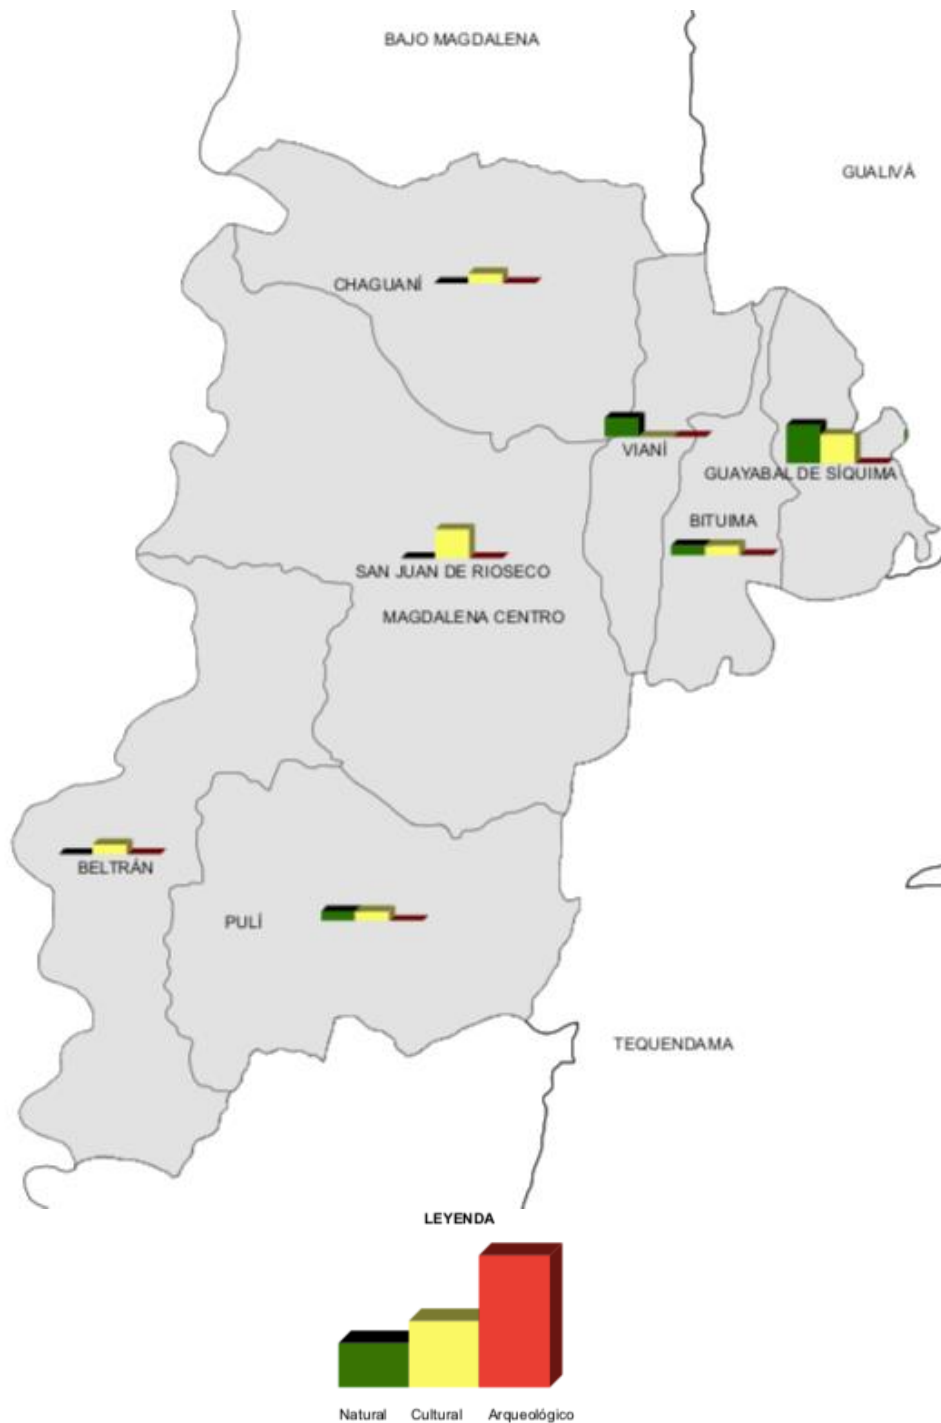 BAJO MAGDALENA
GUALIVÁ
CHAGUANÍ
VIANÍ
GUAYABAL DE SÍQUIMA
BITUIMA
SAN JUAN DE RIOSECO
MAGDALENA CENTRO
BELTRÁN
PULÍ
TEQUENDAMA
LEYENDA
Natural Cultural Arqueológico